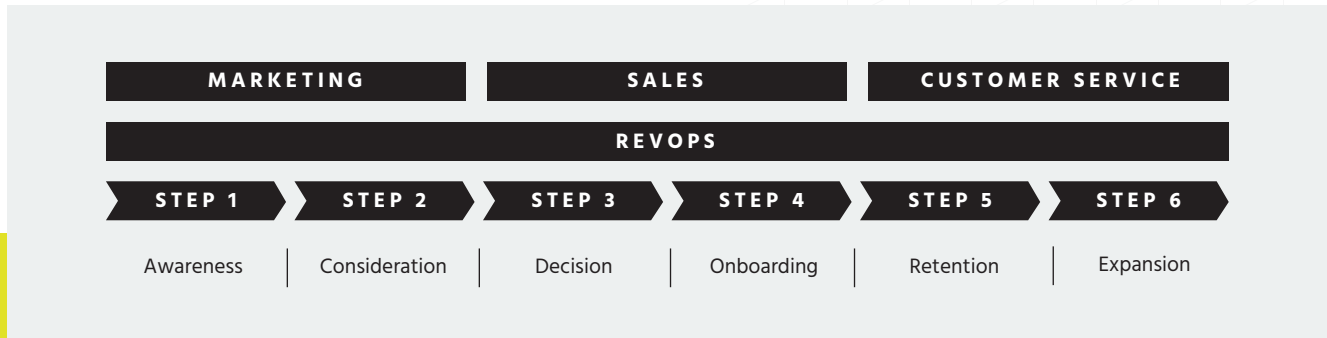 MARKETING SALES CUSTOMER SERVICE
REVOPS
STEP 1 STEP 2 STEP 3 STEP 4 STEP 5 STEP 6
Awareness Consideration Decision Onboarding Retention Expansion